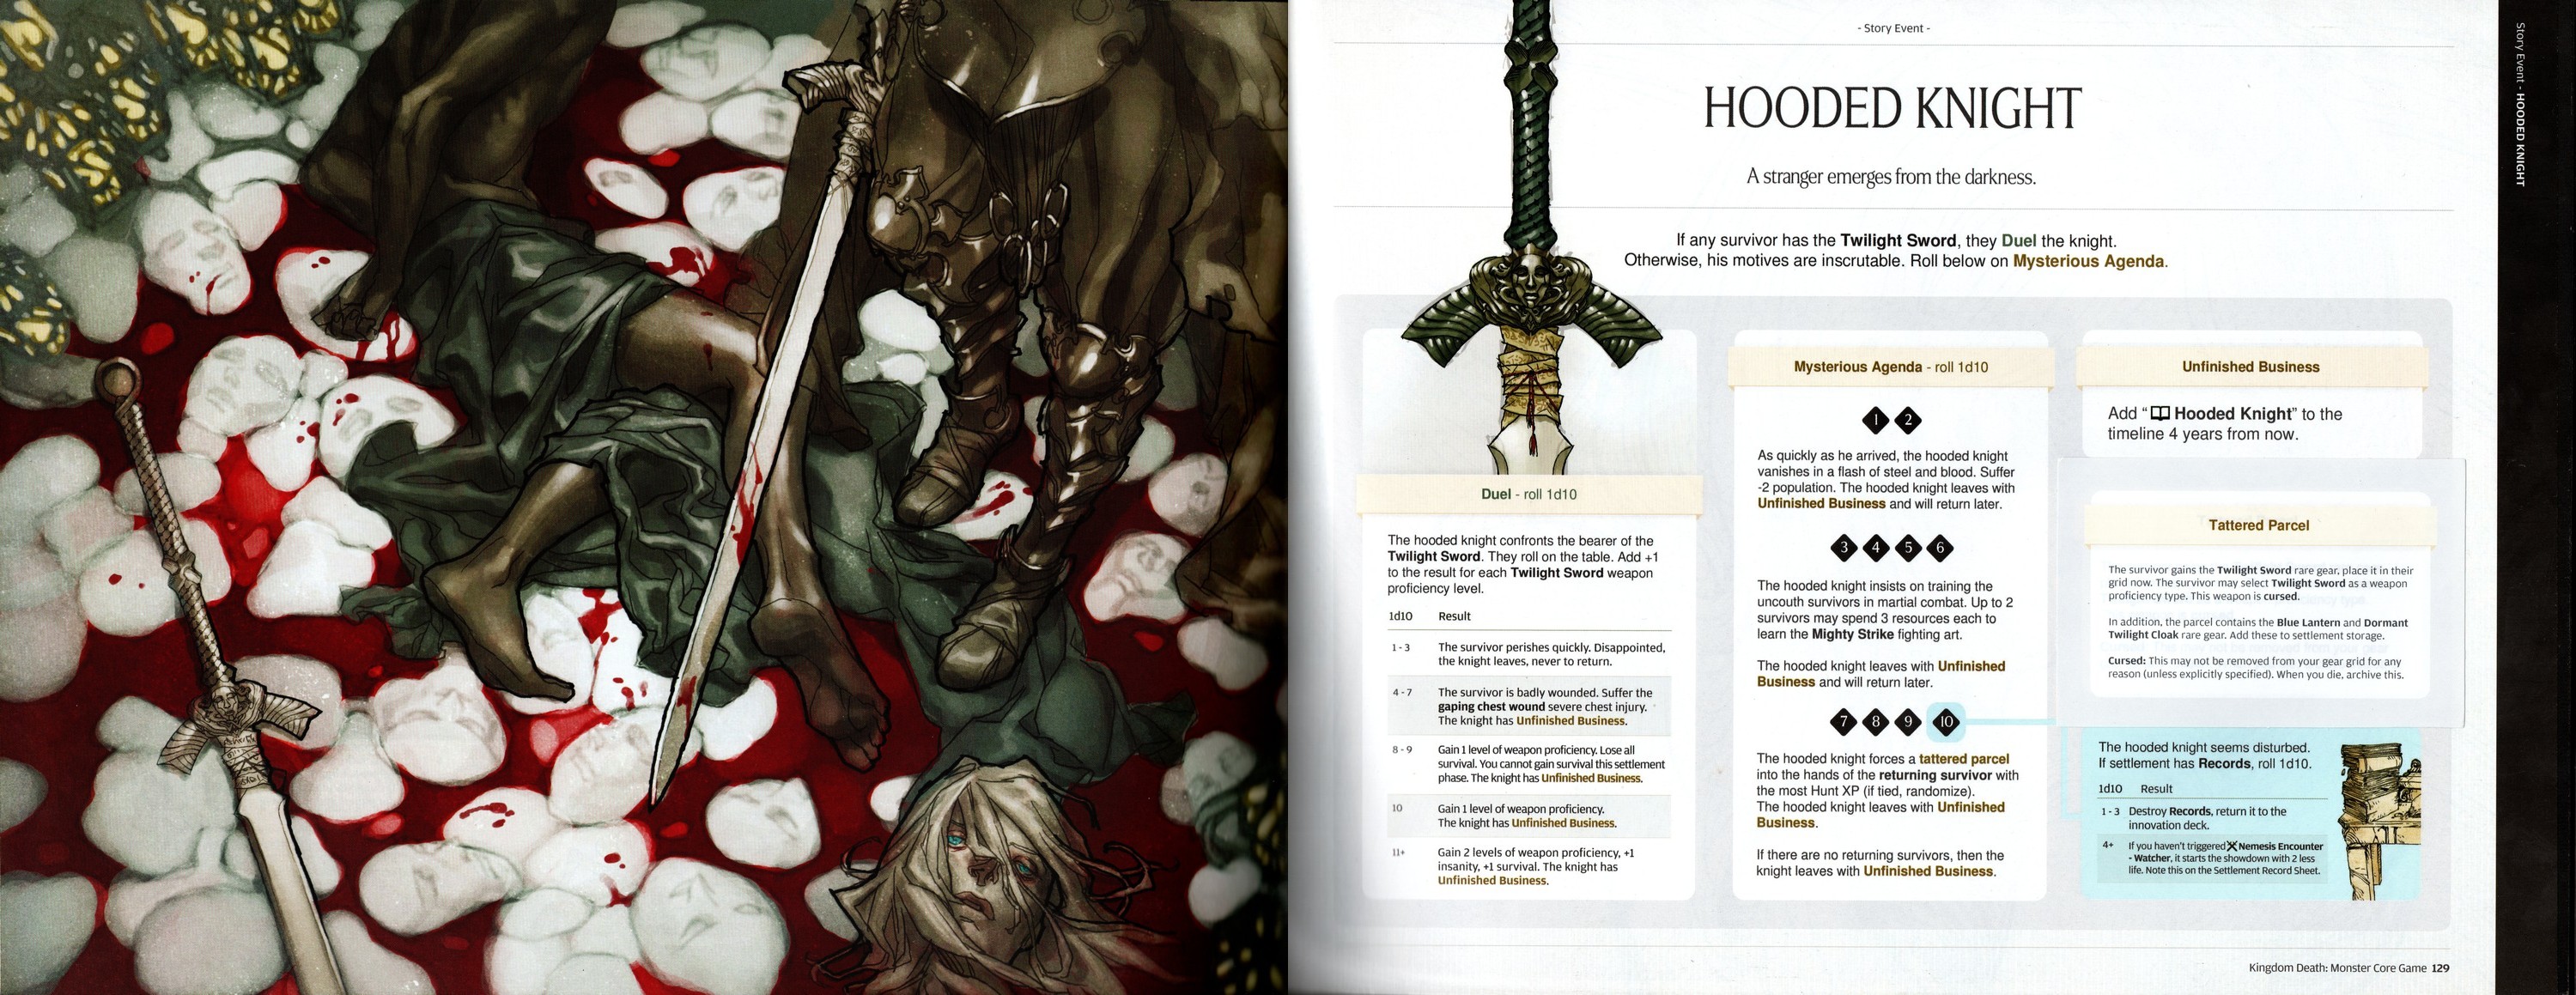 - Story Event -
HOODED KNIGHT
A stranger emerges from the darkness.
If any survivor has the Twilight Sword, they Duel the knight.
Otherwise, his motives are inscrutable. Roll below on Mysterious Agenda.
Duel - roll 1d10
The hooded knight confronts the bearer of the
Twilight Sword. They roll on the table. Add +1
to the result for each Twilight Sword weapon
proficiency level.
1d10 Result
1 - 3 The survivor perishes quickly. Disappointed,
the knight leaves, never to return.
4 - 7 The survivor is badly wounded. Suffer the
gaping chest wound severe chest injury.
The knight has Unfinished Business.
8 - 9 Gain 1 level of weapon proficiency. Lose all
survival. You cannot gain survival this settlement
phase. The knight has Unfinished Business.
10 Gain 1 level of weapon proficiency.
The knight has Unfinished Business.
11+ Gain 2 levels of weapon proficiency, +1
insanity, +1 survival. The knight has
Unfinished Business.
Mysterious Agenda - roll 1d10
1 2
As quickly as he arrived, the hooded knight
vanishes in a flash of steel and blood. Suffer
-2 population. The hooded knight leaves with
Unfinished Business and will return later.
3 4 5 6
The hooded knight insists on training the
uncouth survivors in martial combat. Up to 2
survivors may spend 3 resources each to
learn the Mighty Strike fighting art.
The hooded knight leaves with Unfinished
Business and will return later.
7 8 9 10
The hooded knight forces a tattered parcel
into the hands of the returning survivor with
the most Hunt XP (if tied, randomize).
The hooded knight leaves with Unfinished
Business.
If there are no returning survivors, then the
knight leaves with Unfinished Business.
Unfinished Business
Add “ Hooded Knight” to the
timeline 4 years from now.
Tattered Parcel
The survivor gains the Twilight Sword rare gear, place it in their
grid now. The survivor may select Twilight Sword as a weapon
proficiency type. This weapon is cursed.
In addition, the parcel contains the Blue Lantern and Dormant
Twilight Cloak rare gear. Add these to settlement storage.
Cursed: This may not be removed from your gear grid for any
reason (unless explicitly specified). When you die, archive this.
The hooded knight seems disturbed.
If settlement has Records, roll 1d10.
1d10 Result
1 - 3 Destroy Records, return it to the
innovation deck.
4+ If you haven't triggered Nemesis Encounter
- Watcher, it starts the showdown with 2 less
life. Note this on the Settlement Record Sheet.
Kingdom Death: Monster Core Game 129
Story Event - HOODED KNIGHT